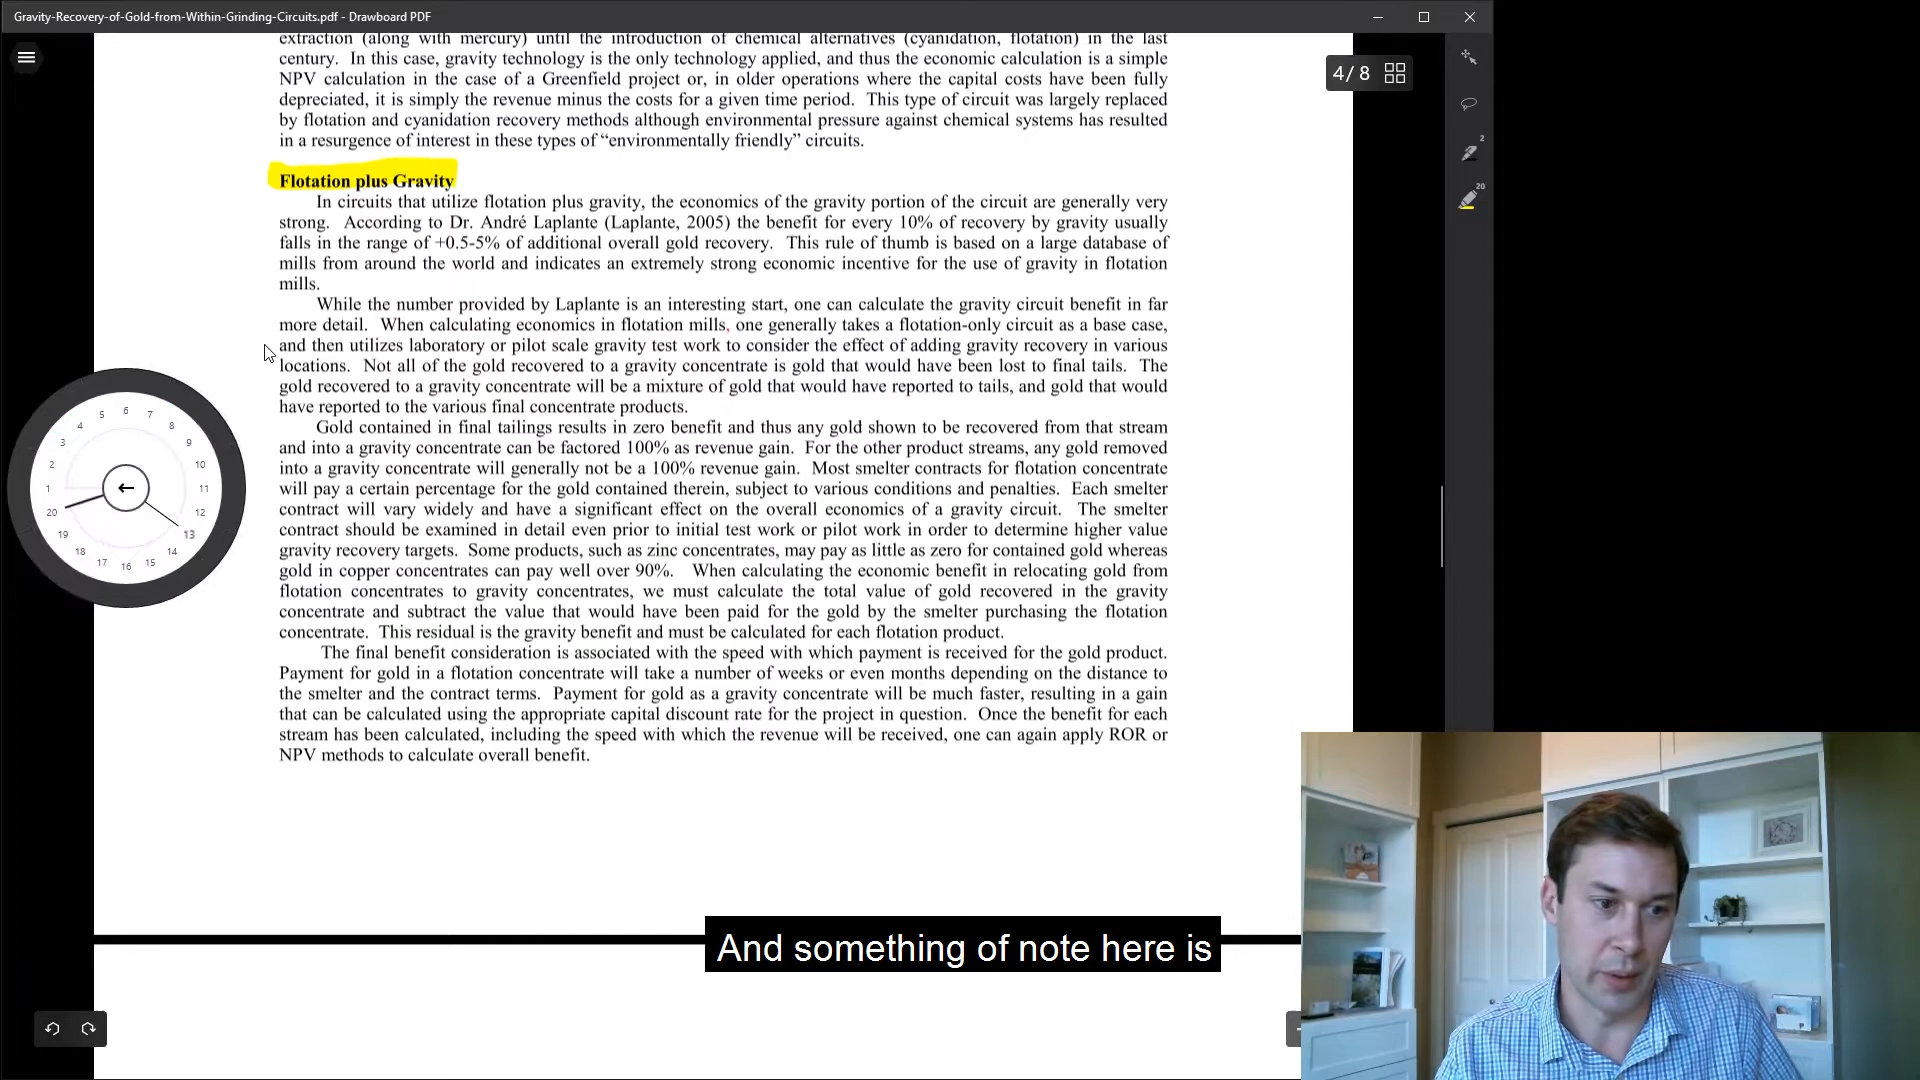 Gravity-Recovery-of-Gold-from-Within-Grinding-Circuits.pdf - Drawboard PDF
extraction (along with mercury) until the introduction of chemical alternatives (cyanidation, flotation) in the last
century. In this case, gravity technology is the only technology applied, and thus the economic calculation is a simple
NPV calculation in the case of a Greenfield project or, in older operations where the capital costs have been fully
depreciated, it is simply the revenue minus the costs for a given time period. This type of circuit was largely replaced
by flotation and cyanidation recovery methods although environmental pressure against chemical systems has resulted
in a resurgence of interest in these types of “environmentally friendly” circuits.
4 / 8
2
20
Flotation plus Gravity
In circuits that utilize flotation plus gravity, the economics of the gravity portion of the circuit are generally very
strong. According to Dr. André Laplante (Laplante, 2005) the benefit for every 10% of recovery by gravity usually
falls in the range of +0.5-5% of additional overall gold recovery. This rule of thumb is based on a large database of
mills from around the world and indicates an extremely strong economic incentive for the use of gravity in flotation
mills.
While the number provided by Laplante is an interesting start, one can calculate the gravity circuit benefit in far
more detail. When calculating economics in flotation mills, one generally takes a flotation-only circuit as a base case,
and then utilizes laboratory or pilot scale gravity test work to consider the effect of adding gravity recovery in various
locations. Not all of the gold recovered to a gravity concentrate is gold that would have been lost to final tails. The
gold recovered to a gravity concentrate will be a mixture of gold that would have reported to tails, and gold that would
have reported to the various final concentrate products.
Gold contained in final tailings results in zero benefit and thus any gold shown to be recovered from that stream
and into a gravity concentrate can be factored 100% as revenue gain. For the other product streams, any gold removed
into a gravity concentrate will generally not be a 100% revenue gain. Most smelter contracts for flotation concentrate
will pay a certain percentage for the gold contained therein, subject to various conditions and penalties. Each smelter
contract will vary widely and have a significant effect on the overall economics of a gravity circuit. The smelter
contract should be examined in detail even prior to initial test work or pilot work in order to determine higher value
gravity recovery targets. Some products, such as zinc concentrates, may pay as little as zero for contained gold whereas
gold in copper concentrates can pay well over 90%. When calculating the economic benefit in relocating gold from
flotation concentrates to gravity concentrates, we must calculate the total value of gold recovered in the gravity
concentrate and subtract the value that would have been paid for the gold by the smelter purchasing the flotation
concentrate. This residual is the gravity benefit and must be calculated for each flotation product.
The final benefit consideration is associated with the speed with which payment is received for the gold product.
Payment for gold in a flotation concentrate will take a number of weeks or even months depending on the distance to
the smelter and the contract terms. Payment for gold as a gravity concentrate will be much faster, resulting in a gain
that can be calculated using the appropriate capital discount rate for the project in question. Once the benefit for each
stream has been calculated, including the speed with which the revenue will be received, one can again apply ROR or
NPV methods to calculate overall benefit.
1
2
3
4
5
6
7
8
9
10
11
12
13
14
15
16
17
18
19
20
And something of note here is